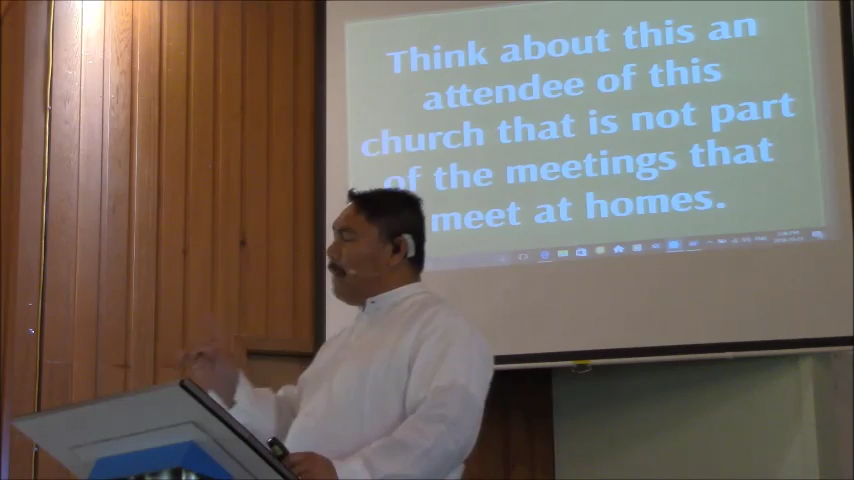 Think about this an
attendee of this
church that is not part
of the meetings that
meet at homes.